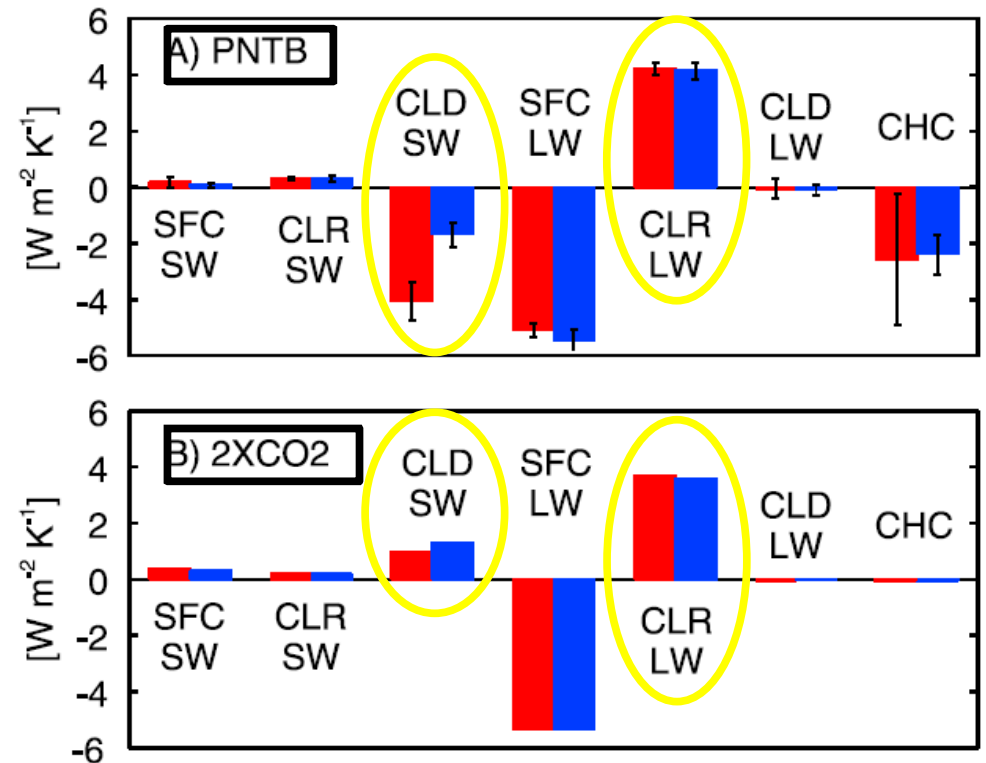 A) PNTB
[W m-2 K-1]
6
4
2
0
-2
-4
-6
SFC
SW
CLR
SW
CLD
SW
SFC
LW
CLR
LW
CLD
LW
CHC
B) 2XCO2
[W m-2 K-1]
6
4
2
0
-2
-4
-6
SFC
SW
CLR
SW
CLD
SW
SFC
LW
CLR
LW
CLD
LW
CHC